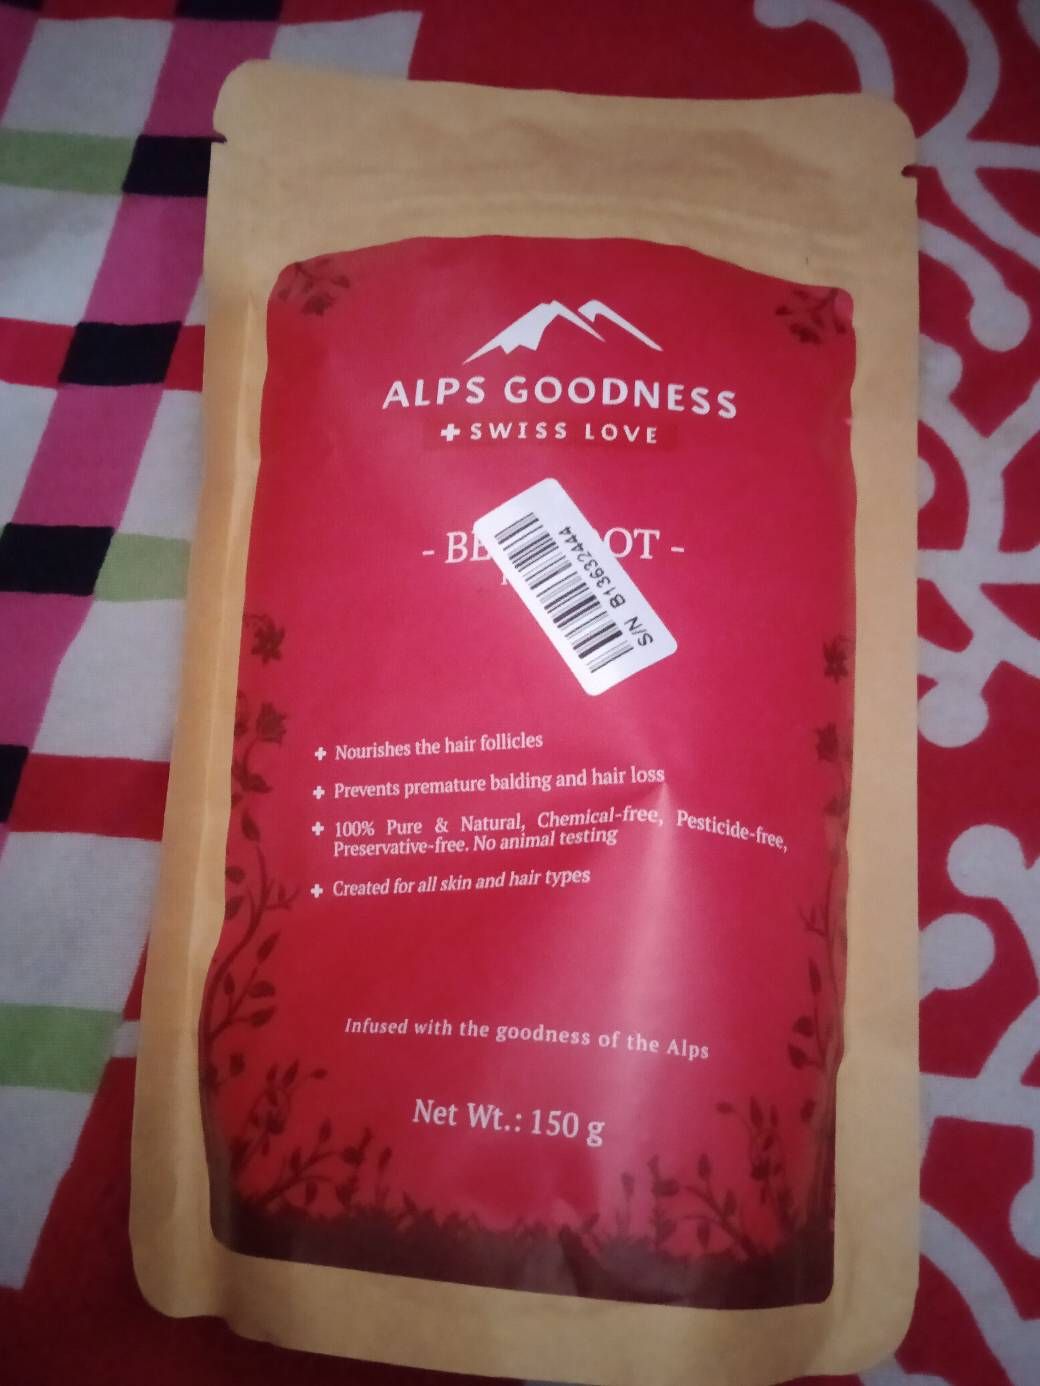 ALPS GOODNESS
+ SWISS LOVE
S/N B13632444
+ Nourishes the hair follicles
+ Prevents premature balding and hair loss
+ 100% Pure & Natural, Chemical-free, Pesticide-free,
Preservative-free. No animal testing
+ Created for all skin and hair types
Infused with the goodness of the Alps
Net Wt.: 150 g